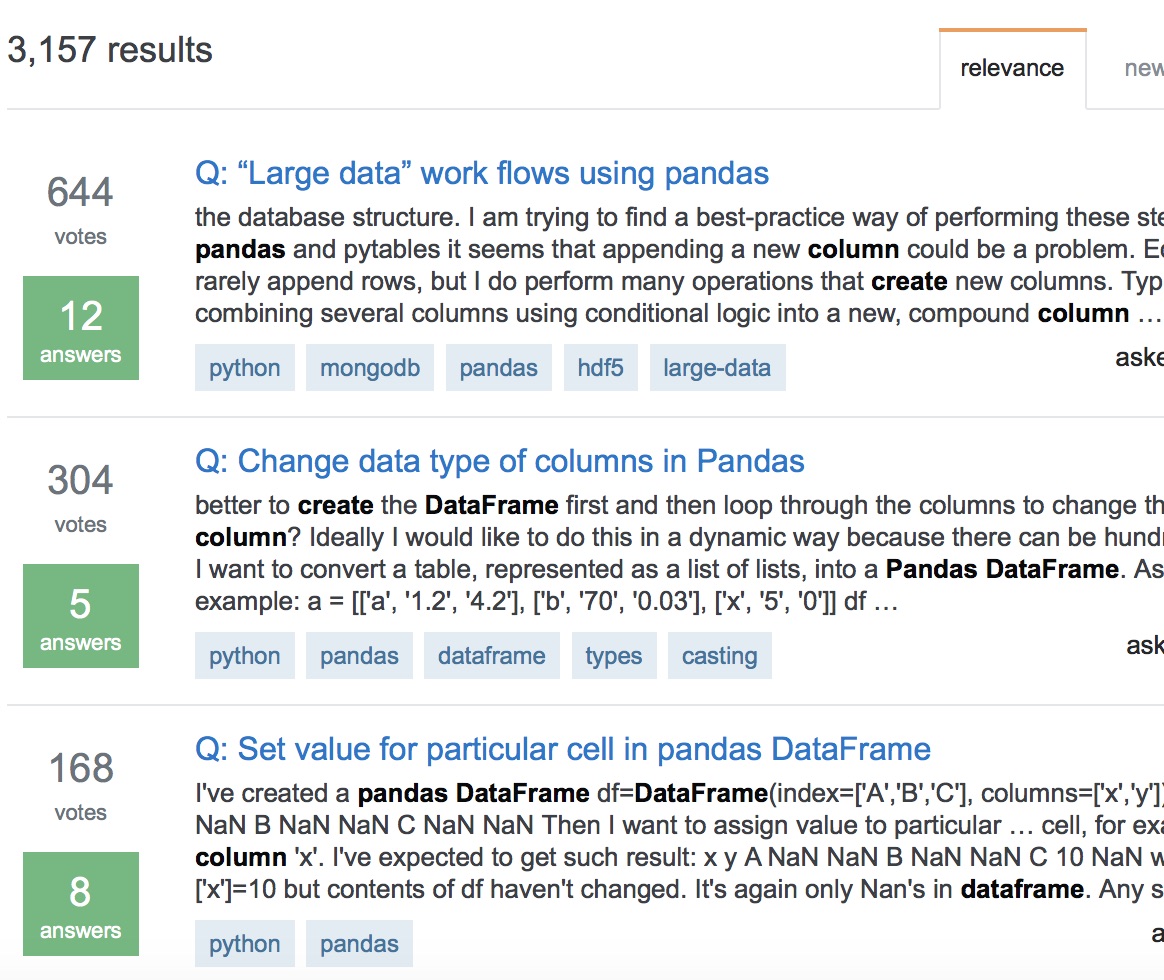 3,157 results
relevance
new
644
votes
12
answers
Q: “Large data” work flows using pandas
the database structure. I am trying to find a best-practice way of performing these ste
pandas and pytables it seems that appending a new column could be a problem. Ec
rarely append rows, but I do perform many operations that create new columns. Typ
combining several columns using conditional logic into a new, compound column …
python mongodb pandas hdf5 large-data
aske
304
votes
5
answers
Q: Change data type of columns in Pandas
better to create the DataFrame first and then loop through the columns to change th
column? Ideally I would like to do this in a dynamic way because there can be hund
I want to convert a table, represented as a list of lists, into a Pandas DataFrame. As
example: a = [['a', '1.2', '4.2'], ['b', '70', '0.03'], ['x', '5', '0']] df …
python pandas dataframe types casting
ask
168
votes
8
answers
Q: Set value for particular cell in pandas DataFrame
I've created a pandas DataFrame df=DataFrame(index=['A','B','C'], columns=['x','y'])
NaN B NaN NaN C NaN NaN Then I want to assign value to particular … cell, for exa
column 'x'. I've expected to get such result: x y A NaN NaN B NaN NaN C 10 NaN w
['x']=10 but contents of df haven't changed. It's again only Nan's in dataframe. Any s
python pandas
a